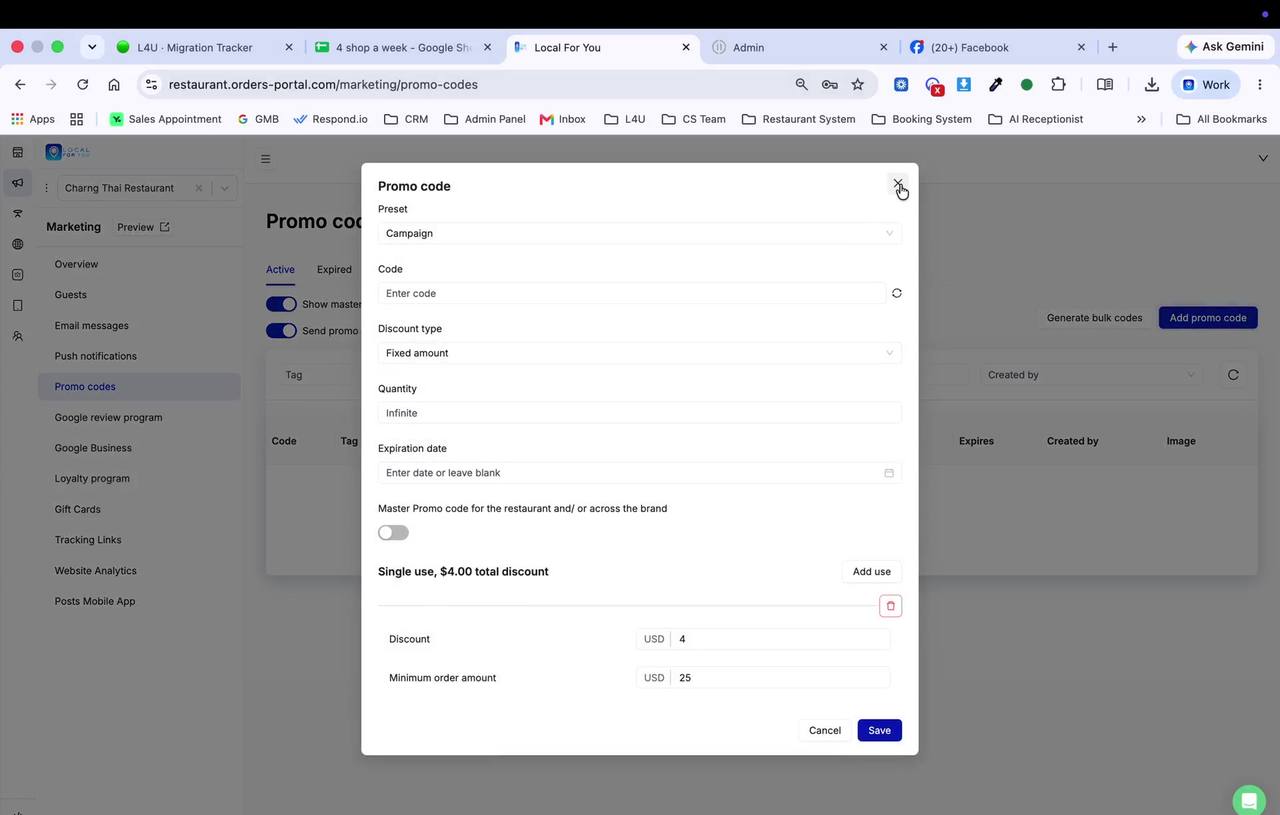 L4U · Migration Tracker
4 shop a week - Google She
Local For You
Admin
(20+) Facebook
Ask Gemini
restaurant.orders-portal.com/marketing/promo-codes
Work
Apps
Sales Appointment
GMB
Respond.io
CRM
Admin Panel
Inbox
L4U
CS Team
Restaurant System
Booking System
AI Receptionist
All Bookmarks
LOCAL
FOR YOU
Charng Thai Restaurant
Marketing
Preview
Overview
Guests
Email messages
Push notifications
Promo codes
Google review program
Google Business
Loyalty program
Gift Cards
Tracking Links
Website Analytics
Posts Mobile App
Promo cod
Active
Expired
Show master
Send promo
Generate bulk codes
Add promo code
Tag
Created by
Code
Tag
Expires
Created by
Image
Promo code
Preset
Campaign
Code
Enter code
Discount type
Fixed amount
Quantity
Infinite
Expiration date
Enter date or leave blank
Master Promo code for the restaurant and/ or across the brand
Single use, $4.00 total discount
Add use
Discount
USD 4
Minimum order amount
USD 25
Cancel
Save